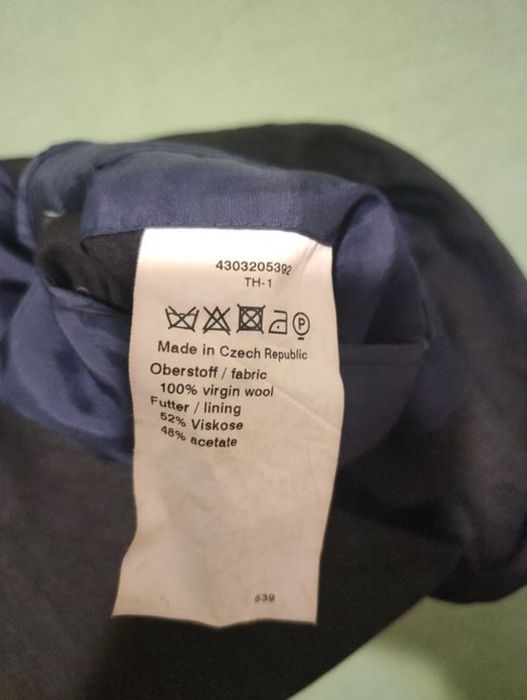 4303205392
TH-1
P
Made in Czech Republic
Oberstoff / fabric
100% virgin wool
Futter / lining
52% Viskose
48% acetate
939